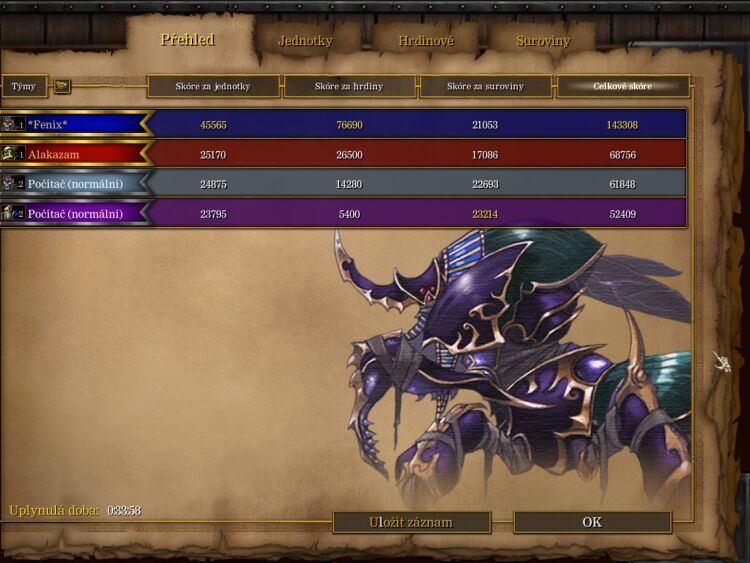 Přehled Jednotky Hrdinové Suroviny
Týmy Skóre za jednotky Skóre za hrdiny Skóre za suroviny Celkové skóre
1 *Fenix* 45565 76690 21053 143308
1 Alakazam 25170 26500 17086 68756
2 Počítač (normální) 24875 14280 22693 61848
2 Počítač (normální) 23795 5400 23214 52409
Uplynulá doba: 0:33:58
Uložit záznam OK